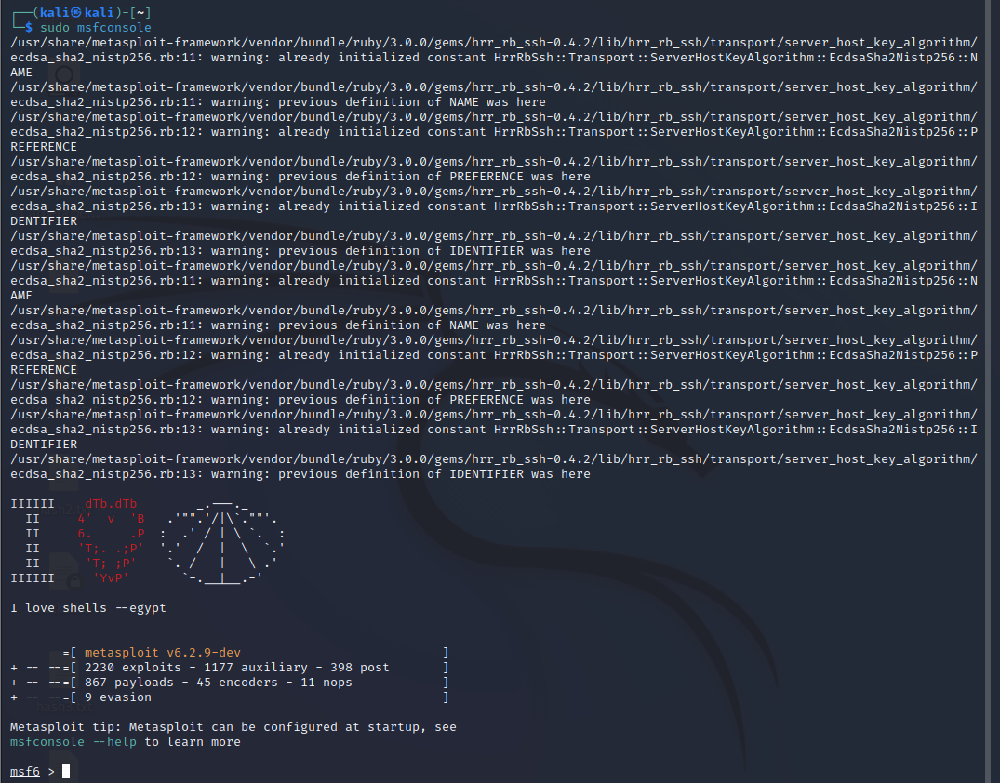 ┌──(kali㉿kali)-[~]
└─$ sudo msfconsole
/usr/share/metasploit-framework/vendor/bundle/ruby/3.0.0/gems/hrr_rb_ssh-0.4.2/lib/hrr_rb_ssh/transport/server_host_key_algorithm/
ecdsa_sha2_nistp256.rb:11: warning: already initialized constant HrrRbSsh::Transport::ServerHostKeyAlgorithm::EcdsaSha2Nistp256::N
AME
/usr/share/metasploit-framework/vendor/bundle/ruby/3.0.0/gems/hrr_rb_ssh-0.4.2/lib/hrr_rb_ssh/transport/server_host_key_algorithm/
ecdsa_sha2_nistp256.rb:11: warning: previous definition of NAME was here
/usr/share/metasploit-framework/vendor/bundle/ruby/3.0.0/gems/hrr_rb_ssh-0.4.2/lib/hrr_rb_ssh/transport/server_host_key_algorithm/
ecdsa_sha2_nistp256.rb:12: warning: already initialized constant HrrRbSsh::Transport::ServerHostKeyAlgorithm::EcdsaSha2Nistp256::P
REFERENCE
/usr/share/metasploit-framework/vendor/bundle/ruby/3.0.0/gems/hrr_rb_ssh-0.4.2/lib/hrr_rb_ssh/transport/server_host_key_algorithm/
ecdsa_sha2_nistp256.rb:12: warning: previous definition of PREFERENCE was here
/usr/share/metasploit-framework/vendor/bundle/ruby/3.0.0/gems/hrr_rb_ssh-0.4.2/lib/hrr_rb_ssh/transport/server_host_key_algorithm/
ecdsa_sha2_nistp256.rb:13: warning: already initialized constant HrrRbSsh::Transport::ServerHostKeyAlgorithm::EcdsaSha2Nistp256::I
DENTIFIER
/usr/share/metasploit-framework/vendor/bundle/ruby/3.0.0/gems/hrr_rb_ssh-0.4.2/lib/hrr_rb_ssh/transport/server_host_key_algorithm/
ecdsa_sha2_nistp256.rb:13: warning: previous definition of IDENTIFIER was here
/usr/share/metasploit-framework/vendor/bundle/ruby/3.0.0/gems/hrr_rb_ssh-0.4.2/lib/hrr_rb_ssh/transport/server_host_key_algorithm/
ecdsa_sha2_nistp256.rb:11: warning: already initialized constant HrrRbSsh::Transport::ServerHostKeyAlgorithm::EcdsaSha2Nistp256::N
AME
/usr/share/metasploit-framework/vendor/bundle/ruby/3.0.0/gems/hrr_rb_ssh-0.4.2/lib/hrr_rb_ssh/transport/server_host_key_algorithm/
ecdsa_sha2_nistp256.rb:11: warning: previous definition of NAME was here
/usr/share/metasploit-framework/vendor/bundle/ruby/3.0.0/gems/hrr_rb_ssh-0.4.2/lib/hrr_rb_ssh/transport/server_host_key_algorithm/
ecdsa_sha2_nistp256.rb:12: warning: already initialized constant HrrRbSsh::Transport::ServerHostKeyAlgorithm::EcdsaSha2Nistp256::P
REFERENCE
/usr/share/metasploit-framework/vendor/bundle/ruby/3.0.0/gems/hrr_rb_ssh-0.4.2/lib/hrr_rb_ssh/transport/server_host_key_algorithm/
ecdsa_sha2_nistp256.rb:12: warning: previous definition of PREFERENCE was here
/usr/share/metasploit-framework/vendor/bundle/ruby/3.0.0/gems/hrr_rb_ssh-0.4.2/lib/hrr_rb_ssh/transport/server_host_key_algorithm/
ecdsa_sha2_nistp256.rb:13: warning: already initialized constant HrrRbSsh::Transport::ServerHostKeyAlgorithm::EcdsaSha2Nistp256::I
DENTIFIER
/usr/share/metasploit-framework/vendor/bundle/ruby/3.0.0/gems/hrr_rb_ssh-0.4.2/lib/hrr_rb_ssh/transport/server_host_key_algorithm/
ecdsa_sha2_nistp256.rb:13: warning: previous definition of IDENTIFIER was here
IIIIII    dTb.dTb        _.---._
  II     4'  v  'B   .'"".'/|\`.""'.
  II     6.     .P  :  .' / | \ `.  :
  II     'T;. .;P'  '.'  /  |  \  `.'
  II      'T; ;P'    `. /   |   \ .'
IIIIII     'YvP'       `-.__|__.-'
I love shells --egypt
       =[ metasploit v6.2.9-dev                          ]
+ -- --=[ 2230 exploits - 1177 auxiliary - 398 post       ]
+ -- --=[ 867 payloads - 45 encoders - 11 nops            ]
+ -- --=[ 9 evasion                                       ]
Metasploit tip: Metasploit can be configured at startup, see
msfconsole --help to learn more
msf6 >